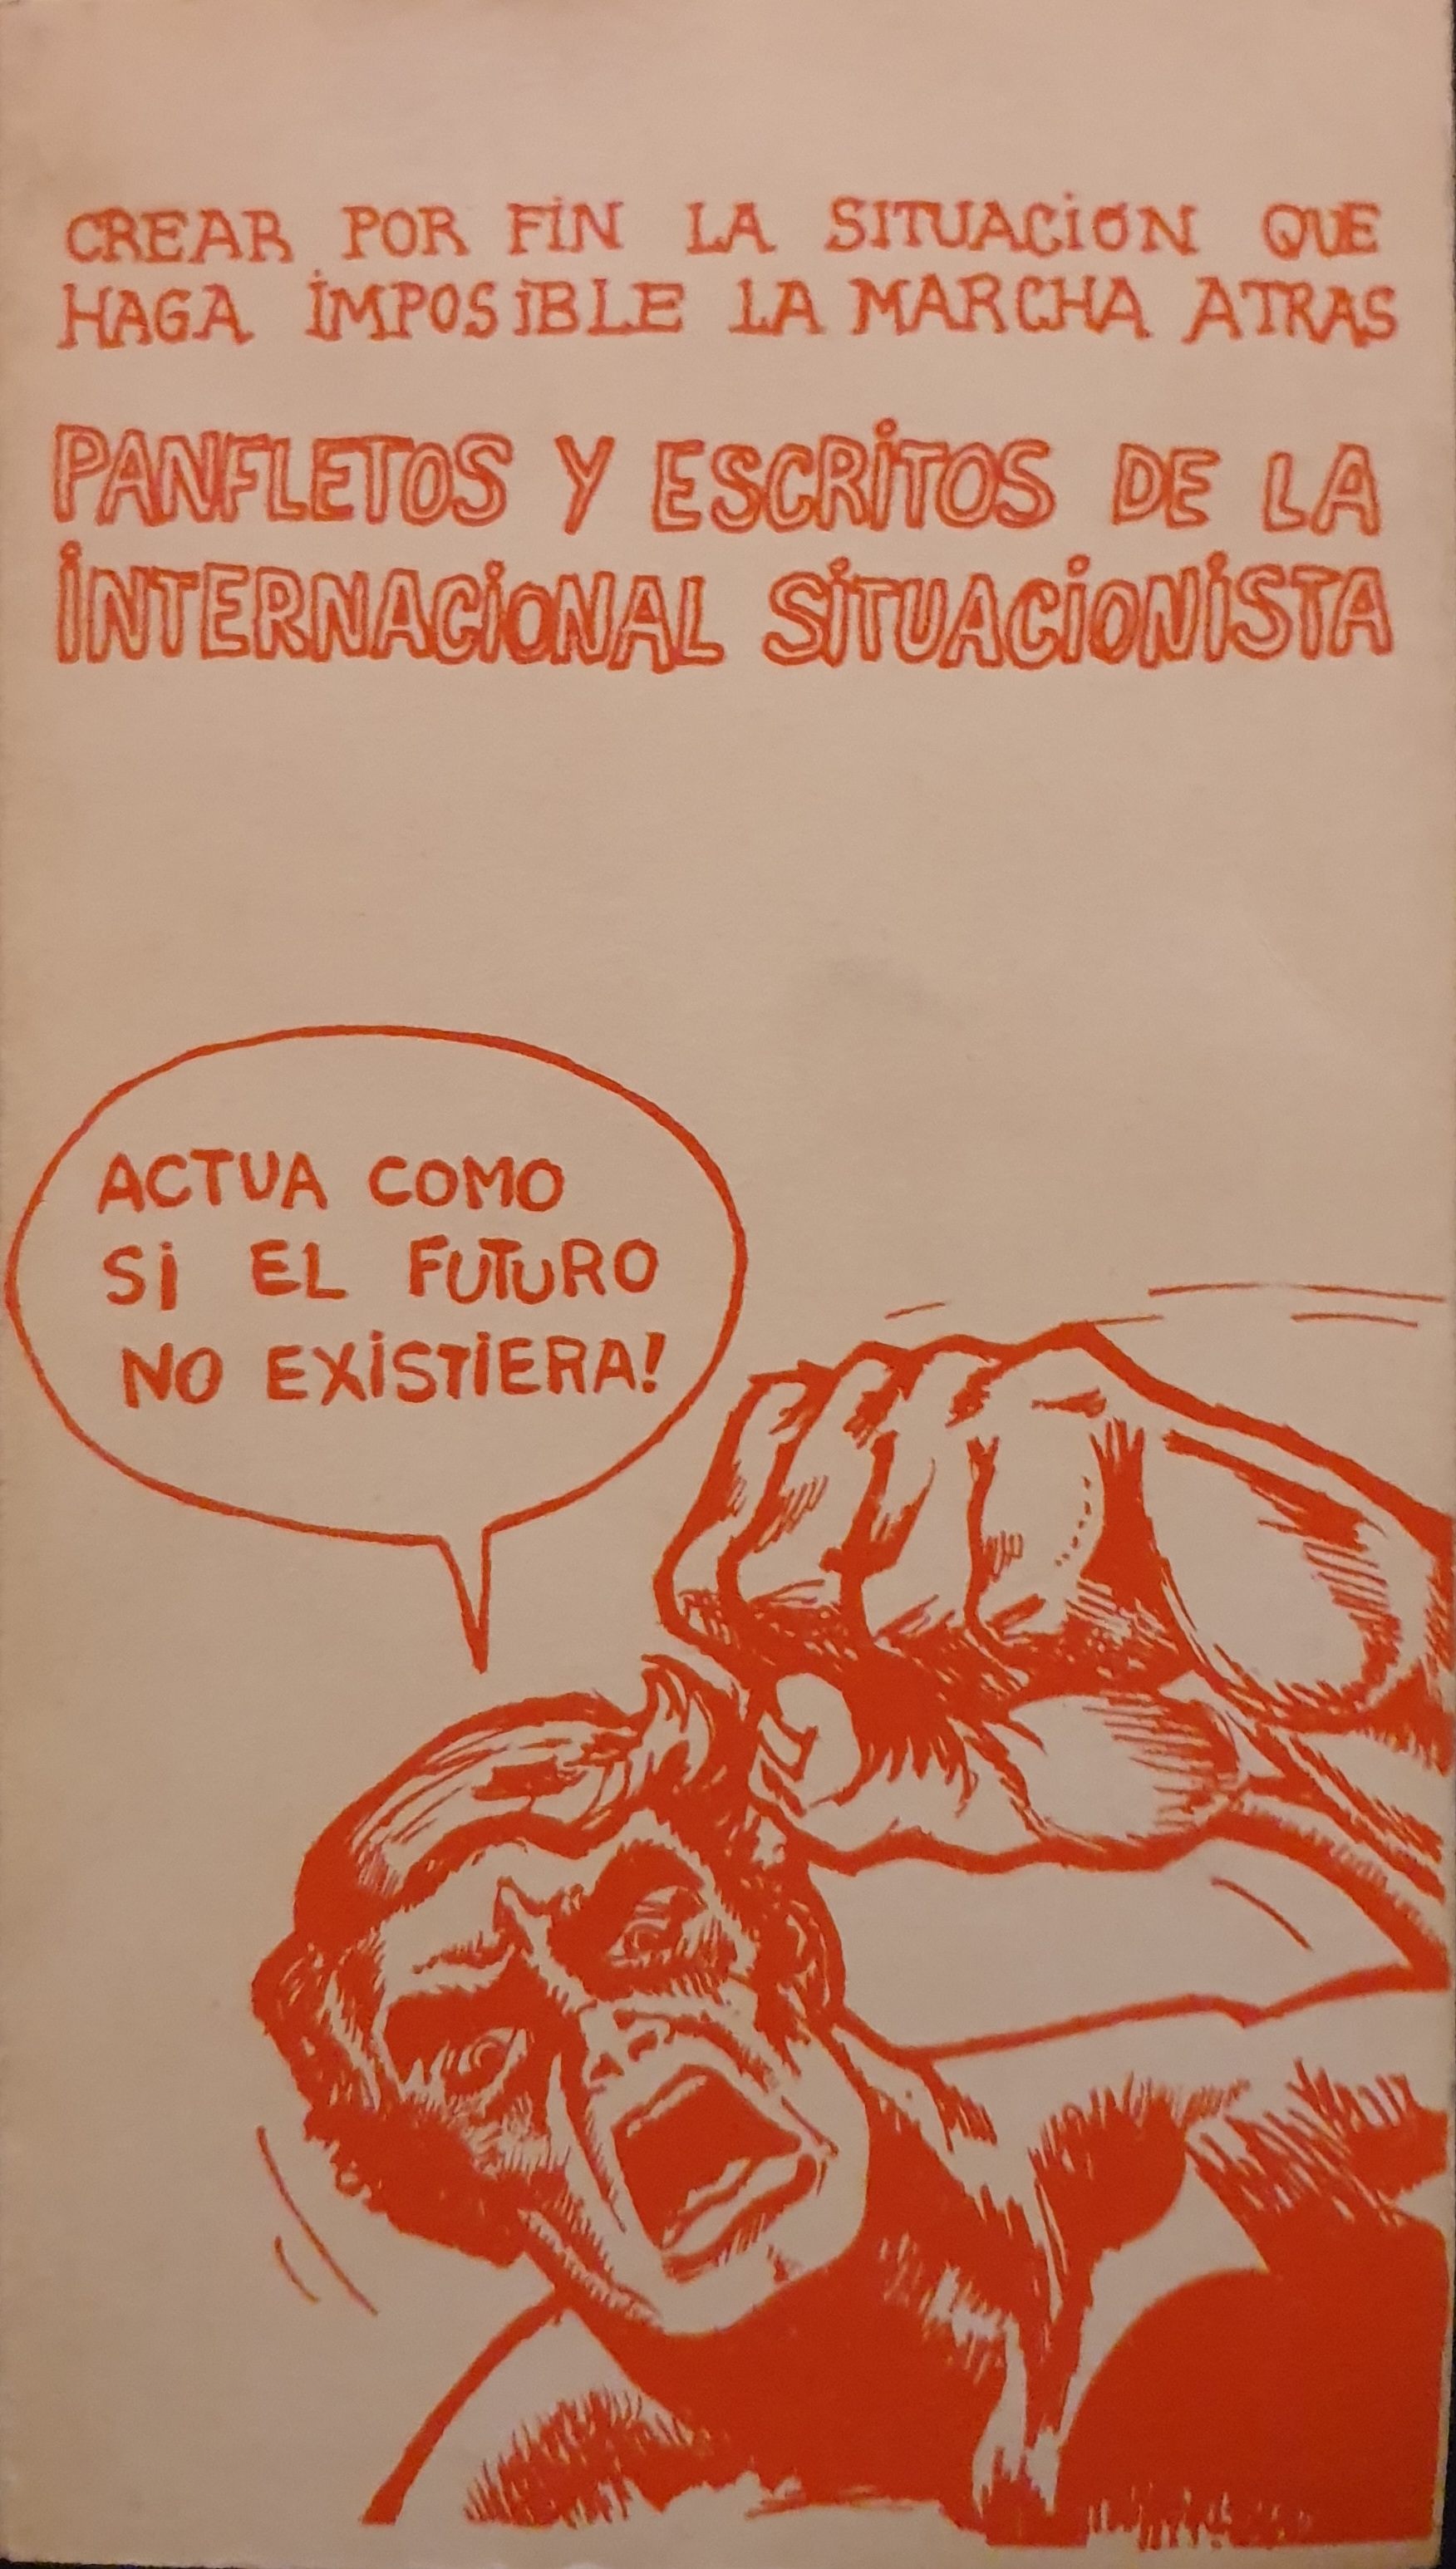 CREAR POR FIN LA SITUACION QUE
HAGA IMPOSIBLE LA MARCHA ATRAS
PANFLETOS Y ESCRITOS DE LA
INTERNACIONAL SITUACIONISTA
ACTUA COMO
SI EL FUTURO
NO EXISTIERA!